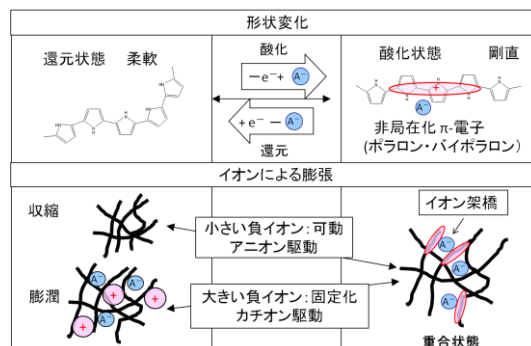 形状変化
還元状態 柔軟
酸化
－e⁻+ A⁻
+ e⁻ － A⁻
還元
酸化状態 剛直
+
A⁻
非局在化 π-電子
(ポラロン・バイポラロン)
イオンによる膨張
収縮
小さい負イオン：可動
アニオン駆動
イオン架橋
A⁻
A⁻
A⁻
膨潤
A⁻
A⁻
A⁻
+
+
+
大きい負イオン：固定化
カチオン駆動
重合状態